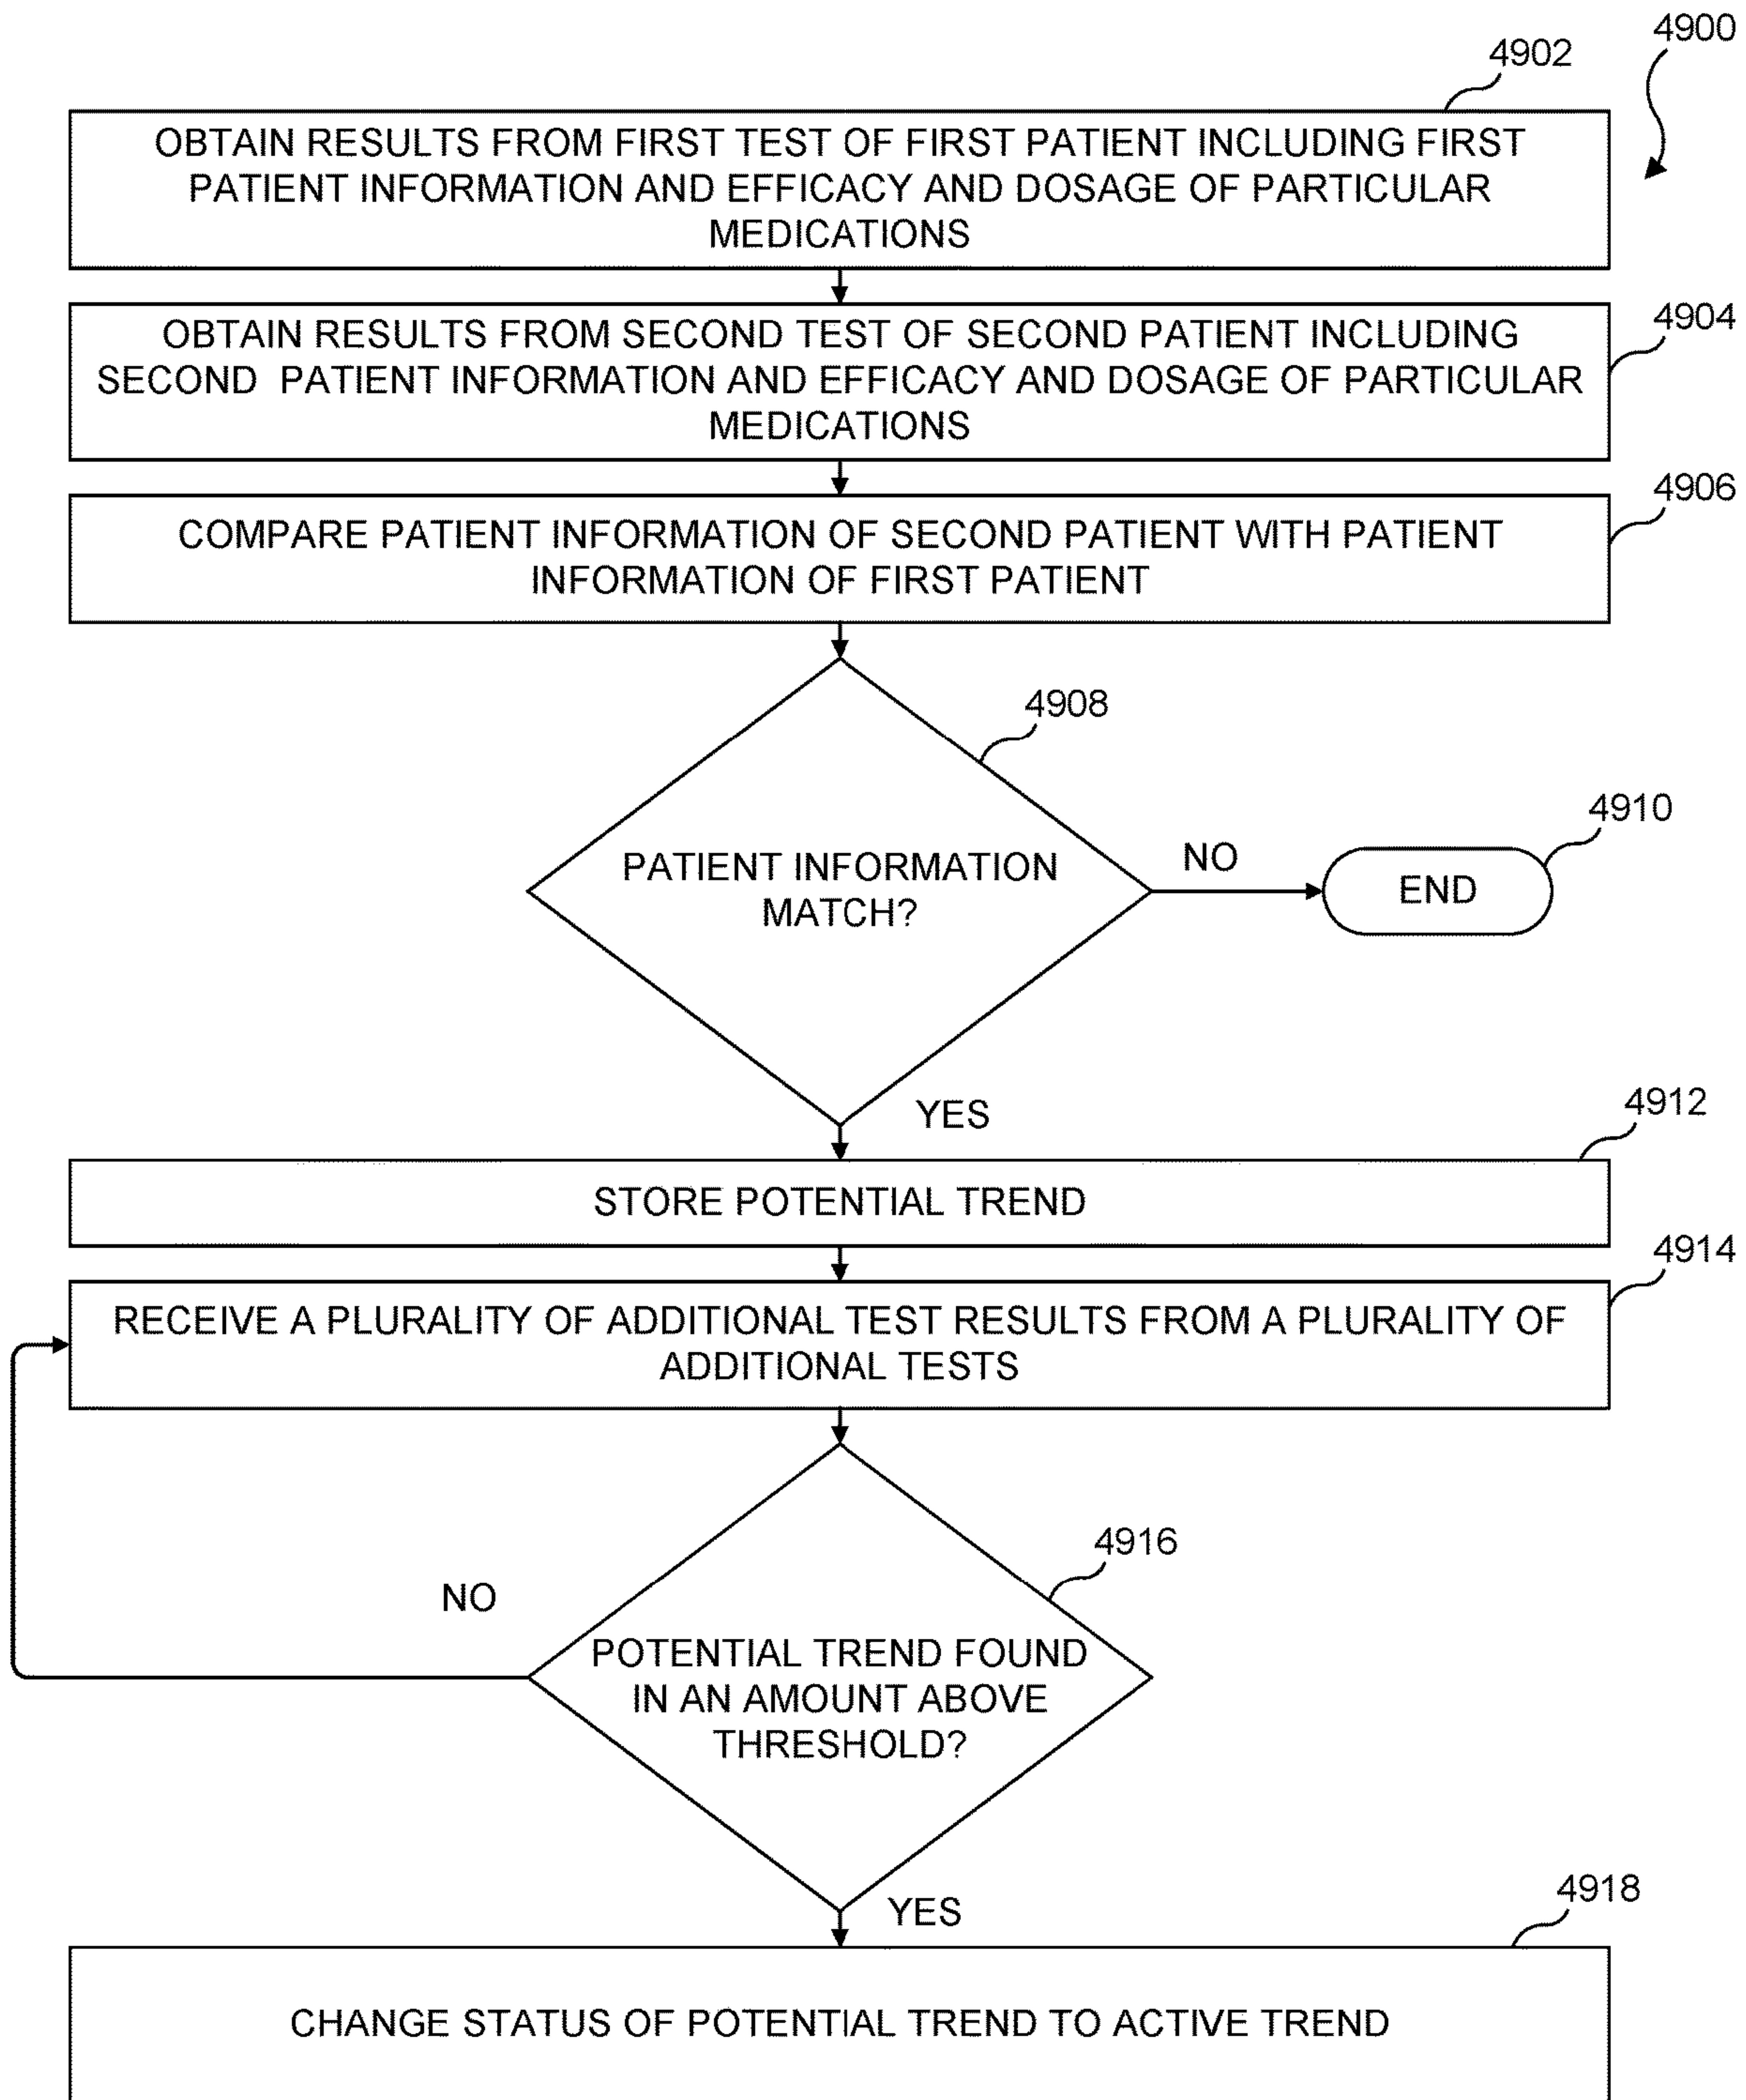 4900
4902
OBTAIN RESULTS FROM FIRST TEST OF FIRST PATIENT INCLUDING FIRST
PATIENT INFORMATION AND EFFICACY AND DOSAGE OF PARTICULAR
MEDICATIONS
4904
OBTAIN RESULTS FROM SECOND TEST OF SECOND PATIENT INCLUDING
SECOND PATIENT INFORMATION AND EFFICACY AND DOSAGE OF PARTICULAR
MEDICATIONS
4906
COMPARE PATIENT INFORMATION OF SECOND PATIENT WITH PATIENT
INFORMATION OF FIRST PATIENT
4908
PATIENT INFORMATION
MATCH?
NO
4910
END
YES
4912
STORE POTENTIAL TREND
4914
RECEIVE A PLURALITY OF ADDITIONAL TEST RESULTS FROM A PLURALITY OF
ADDITIONAL TESTS
4916
NO
POTENTIAL TREND FOUND
IN AN AMOUNT ABOVE
THRESHOLD?
YES
4918
CHANGE STATUS OF POTENTIAL TREND TO ACTIVE TREND